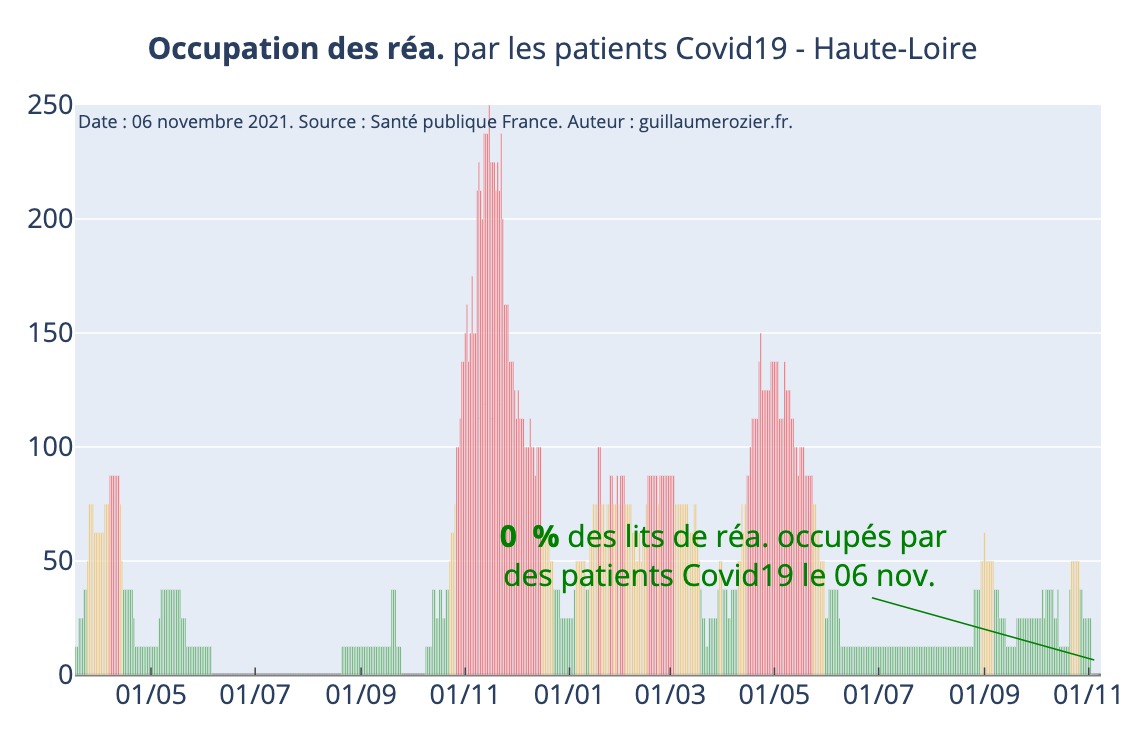 Occupation des réa. par les patients Covid19 - Haute-Loire
250
Date : 06 novembre 2021. Source : Santé publique France. Auteur : guillaumerozier.fr.
200
150
100
0 % des lits de réa. occupés par
des patients Covid19 le 06 nov.
50
0
01/05 01/07 01/09 01/11 01/01 01/03 01/05 01/07 01/09 01/11